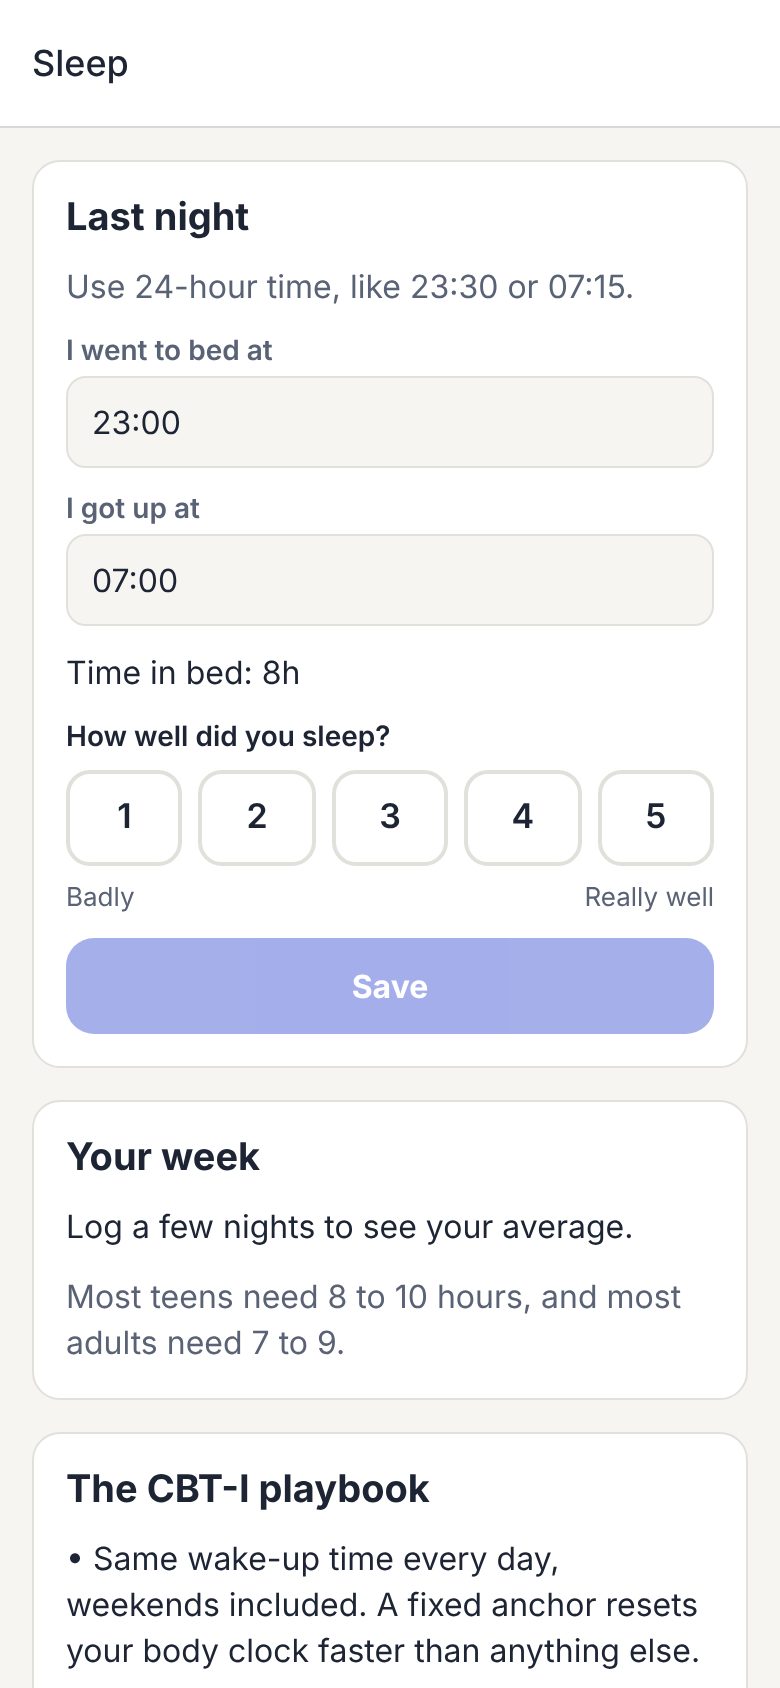 Sleep
Last night
Use 24-hour time, like 23:30 or 07:15.
I went to bed at
23:00
I got up at
07:00
Time in bed: 8h
How well did you sleep?
1 2 3 4 5
Badly Really well
Save
Your week
Log a few nights to see your average.
Most teens need 8 to 10 hours, and most
adults need 7 to 9.
The CBT-I playbook
• Same wake-up time every day,
weekends included. A fixed anchor resets
your body clock faster than anything else.